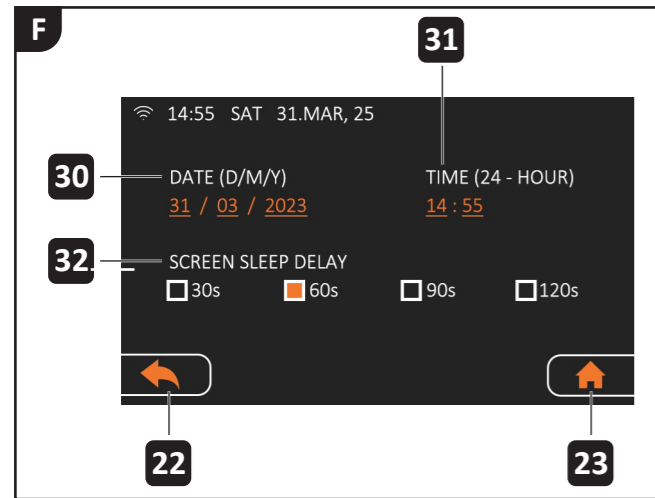 F
31
14:55 SAT 31.MAR, 25
30
DATE (D/M/Y) TIME (24 - HOUR)
31 / 03 / 2023 14 : 55
32
SCREEN SLEEP DELAY
30s 60s 90s 120s
22 23